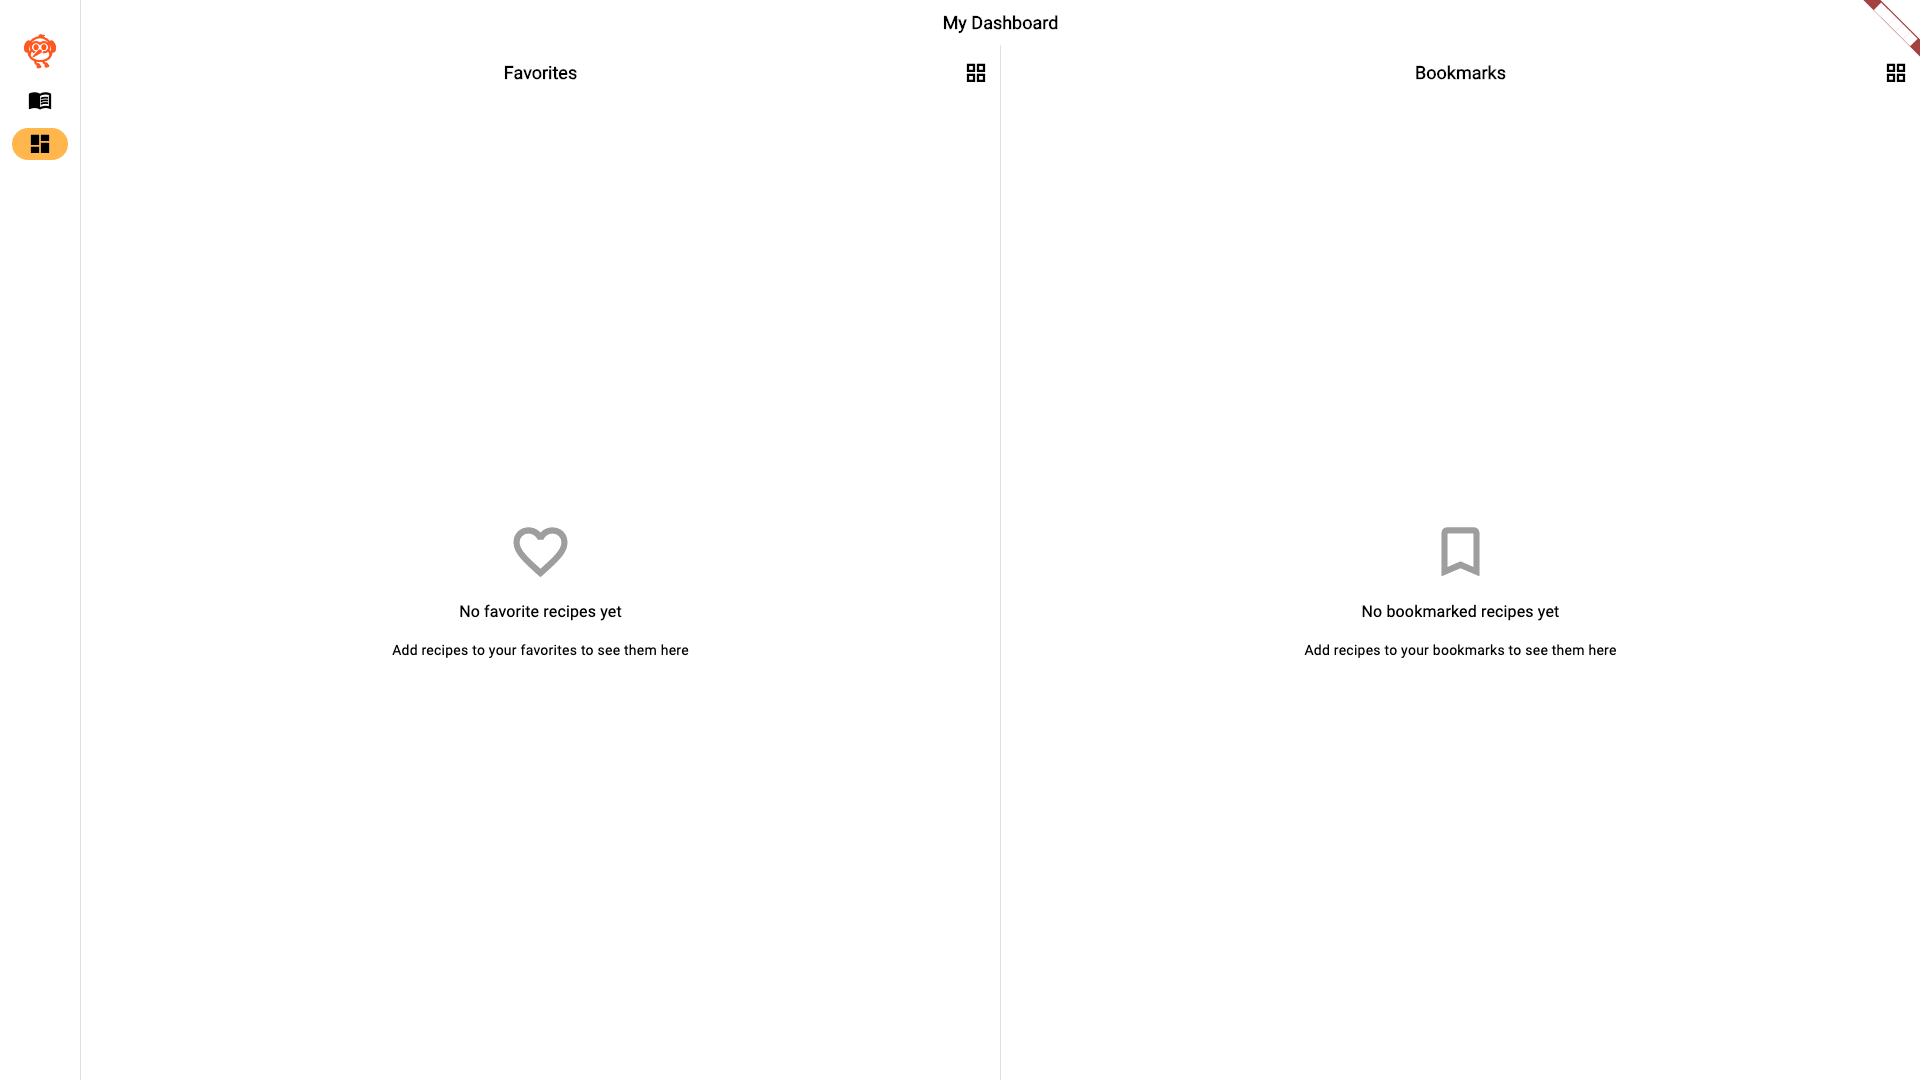 My Dashboard
Favorites
Bookmarks
No favorite recipes yet
Add recipes to your favorites to see them here
No bookmarked recipes yet
Add recipes to your bookmarks to see them here